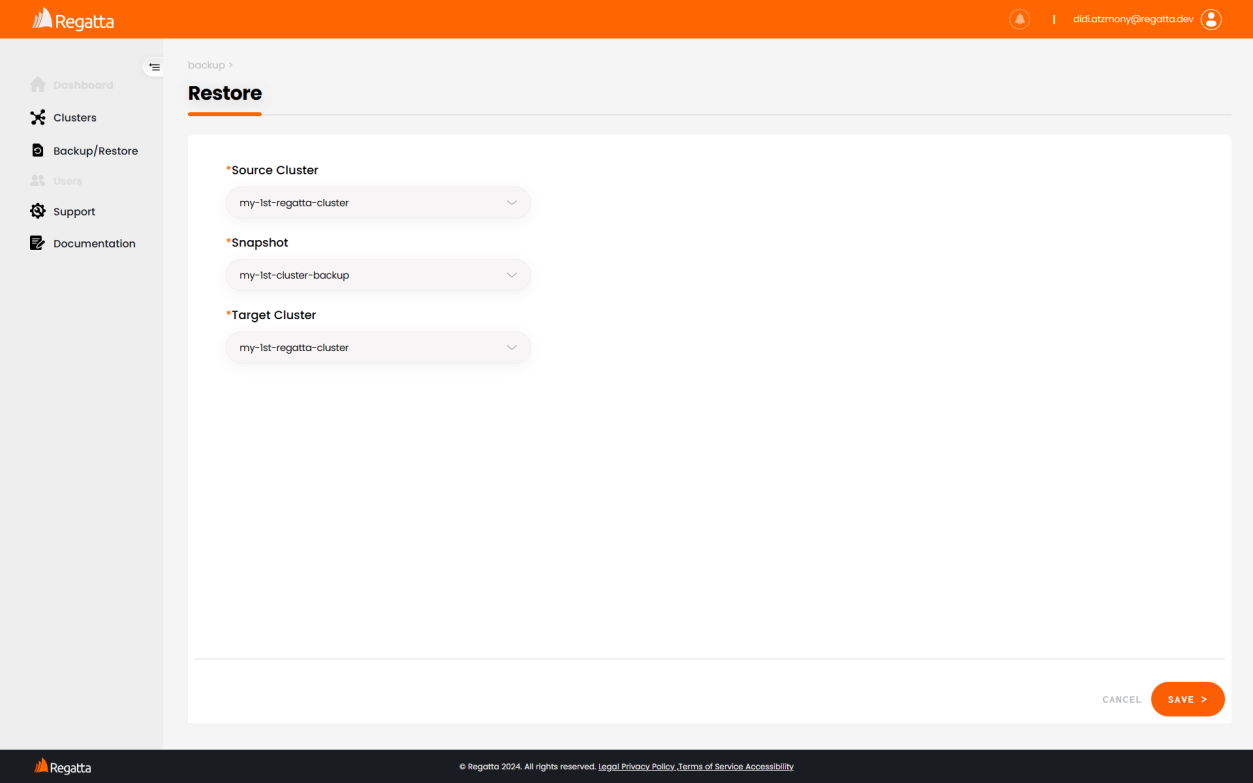 Regatta
| didi.atzmony@regatta.dev
backup >
Restore
Dashboard
Clusters
Backup/Restore
Users
Support
Documentation
*Source Cluster
my-1st-regatta-cluster
*Snapshot
my-1st-cluster-backup
*Target Cluster
my-1st-regatta-cluster
CANCEL SAVE >
Regatta
© Regatta 2024. All rights reserved. Legal Privacy Policy ,Terms of Service Accessibility